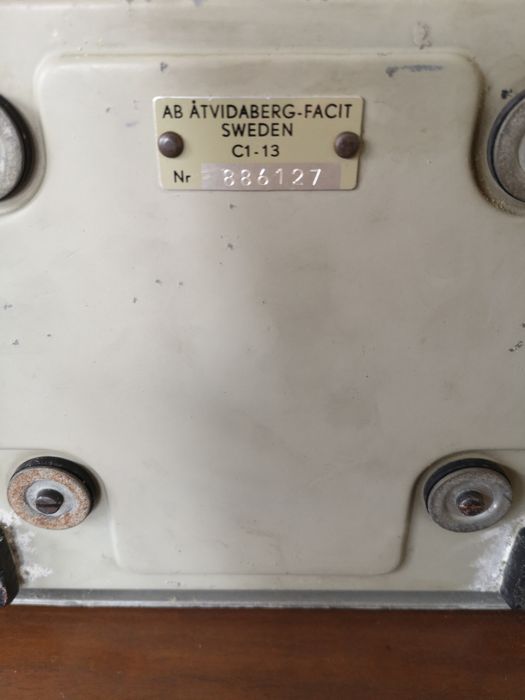 AB ÅTVIDABERG-FACIT
SWEDEN
C1-13
Nr 886127